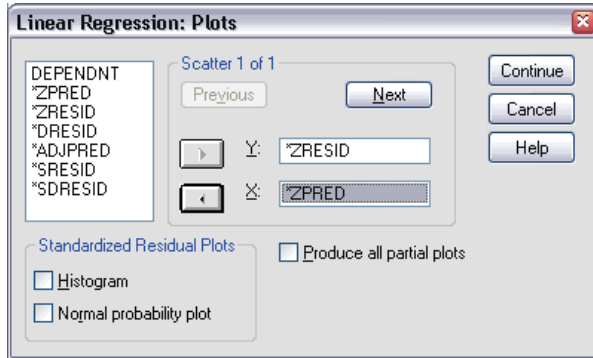 Linear Regression: Plots
DEPENDNT
*ZPRED
*ZRESID
*DRESID
*ADJPRED
*SRESID
*SDRESID
Scatter 1 of 1
Previous
Next
Y:
*ZRESID
X:
*ZPRED
Continue
Cancel
Help
Standardized Residual Plots
Histogram
Normal probability plot
Produce all partial plots